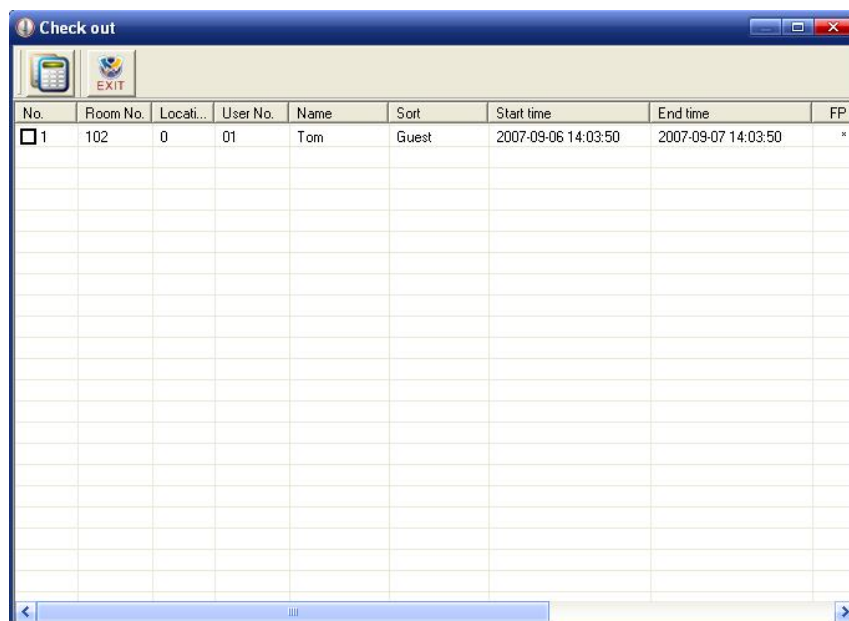 Check out
EXIT
No. Room No. Locati... User No. Name Sort Start time End time FP
1 102 0 01 Tom Guest 2007-09-06 14:03:50 2007-09-07 14:03:50 *